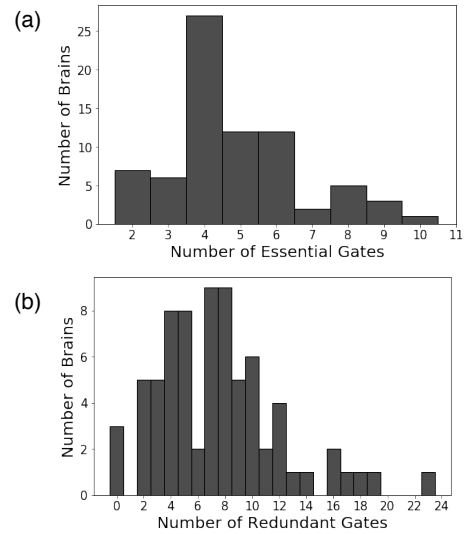 (a)
Number of Brains
25
20
15
10
5
0
2 3 4 5 6 7 8 9 10 11
Number of Essential Gates
(b)
Number of Brains
8
6
4
2
0
0 2 4 6 8 10 12 14 16 18 20 22 24
Number of Redundant Gates